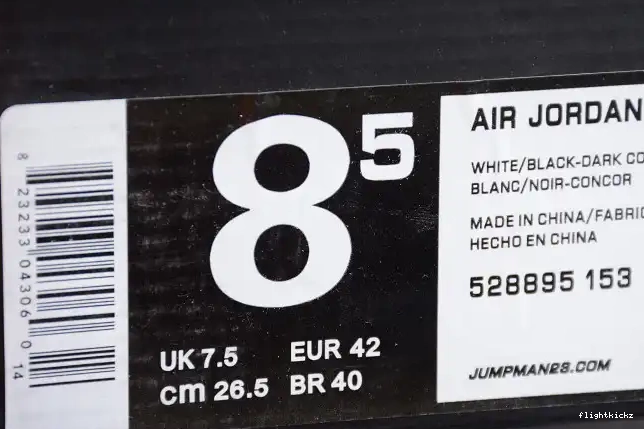 8 23233 04306 0 14
8 5
UK 7.5 EUR 42
cm 26.5 BR 40
AIR JORDAN
WHITE/BLACK-DARK CO
BLANC/NOIR-CONCOR
MADE IN CHINA/FABRIC
HECHO EN CHINA
528895 153
JUMPMAN23.COM
flightkickz